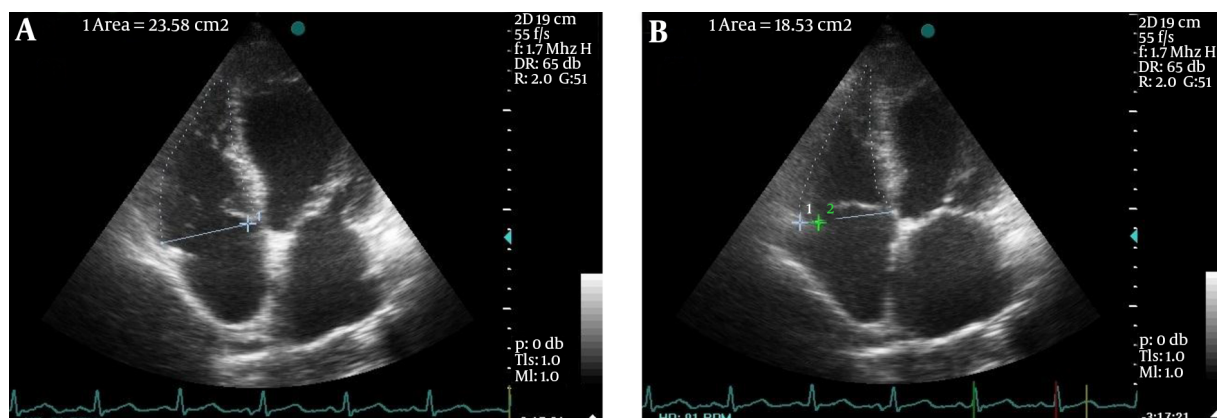 A
1 Area = 23.58 cm2
2D 19 cm
55 f/s
f: 1.7 Mhz H
DR: 65 db
R: 2.0 G:51
1
p: 0 db
Tls: 1.0
Ml: 1.0
B
1 Area = 18.53 cm2
2D 19 cm
55 f/s
f: 1.7 Mhz H
DR: 65 db
R: 2.0 G:51
1 2
p: 0 db
Tls: 1.0
Ml: 1.0
-3:17:21